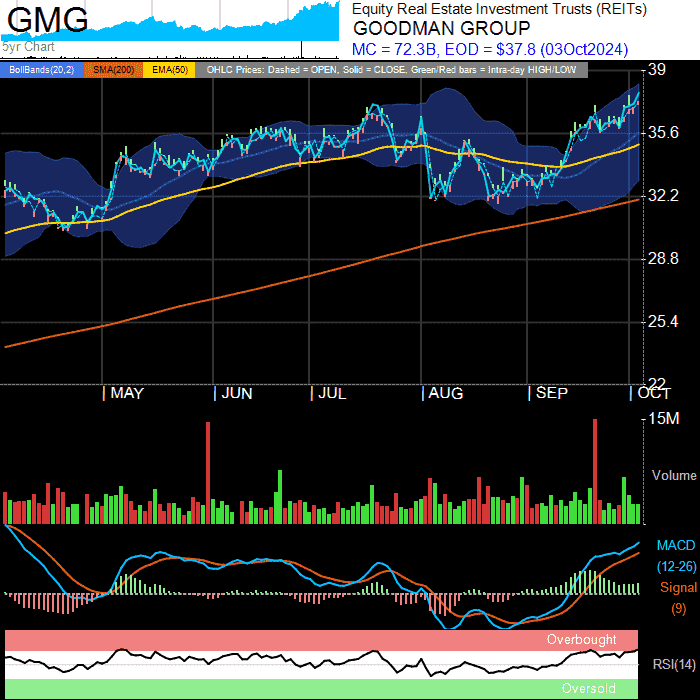 GMG
5yr Chart
Equity Real Estate Investment Trusts (REITs)
GOODMAN GROUP
MC = 72.3B, EOD = $37.8 (03Oct2024)
BollBands(20,2) SMA(200) EMA(50) OHLC Prices: Dashed = OPEN, Solid = CLOSE, Green/Red bars = Intra-day HIGH/LOW
39
35.6
32.2
28.8
25.4
22
MAY JUN JUL AUG SEP OCT
15M
Volume
MACD
(12-26)
Signal
(9)
Overbought
RSI(14)
Oversold